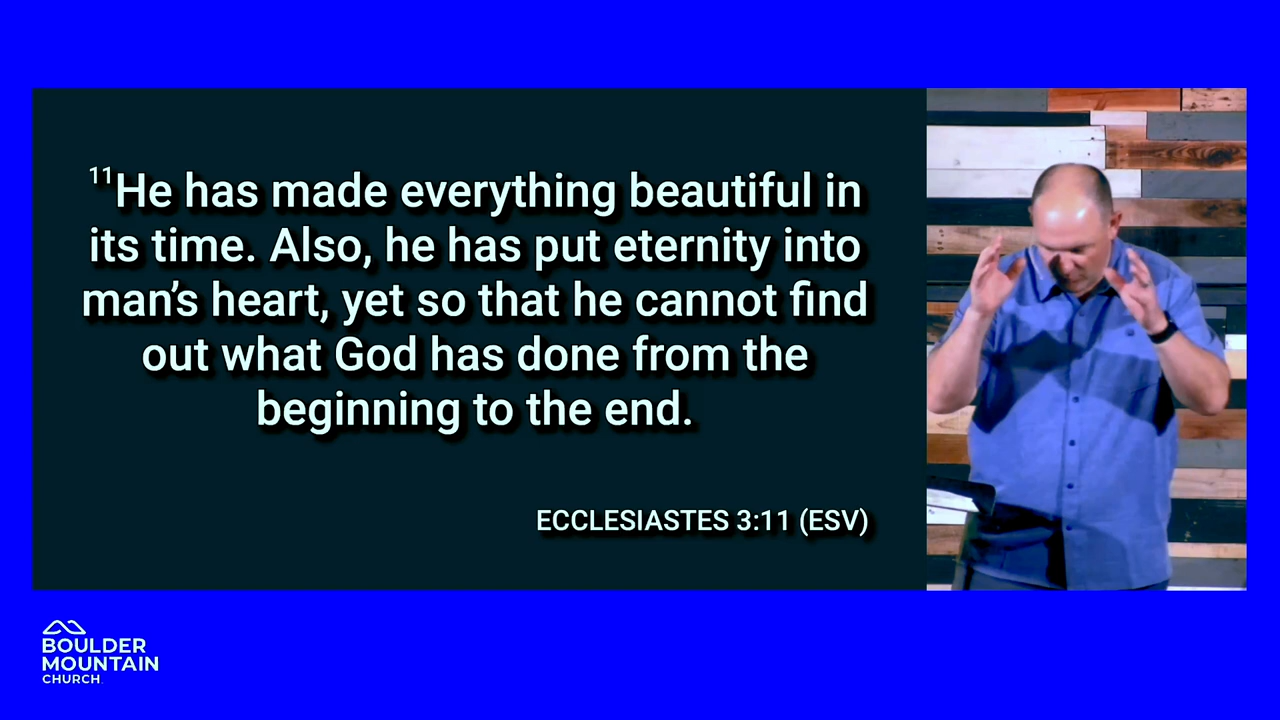 11He has made everything beautiful in
its time. Also, he has put eternity into
man’s heart, yet so that he cannot find
out what God has done from the
beginning to the end.
ECCLESIASTES 3:11 (ESV)
BOULDER
MOUNTAIN
CHURCH